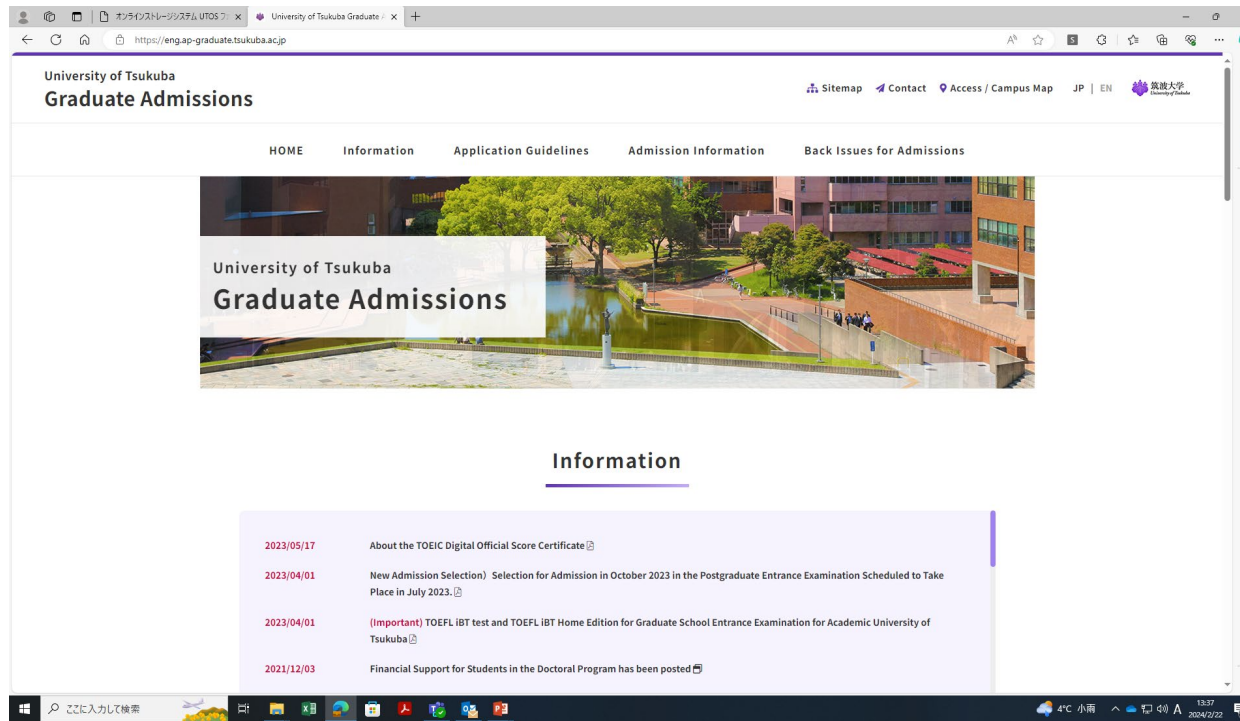 オンラインストレージシステム UTOS フ
University of Tsukuba Graduate A
https://eng.ap-graduate.tsukuba.ac.jp
University of Tsukuba
Graduate Admissions
Sitemap Contact Access / Campus Map JP | EN 筑波大学
University of Tsukuba
HOME Information Application Guidelines Admission Information Back Issues for Admissions
University of Tsukuba
Graduate Admissions
Information
2023/05/17 About the TOEIC Digital Official Score Certificate
2023/04/01 New Admission Selection）Selection for Admission in October 2023 in the Postgraduate Entrance Examination Scheduled to Take
Place in July 2023.
2023/04/01 (Important) TOEFL iBT test and TOEFL iBT Home Edition for Graduate School Entrance Examination for Academic University of
Tsukuba
2021/12/03 Financial Support for Students in the Doctoral Program has been posted
ここに入力して検索
4°C 小雨 A 13:37
2024/2/22